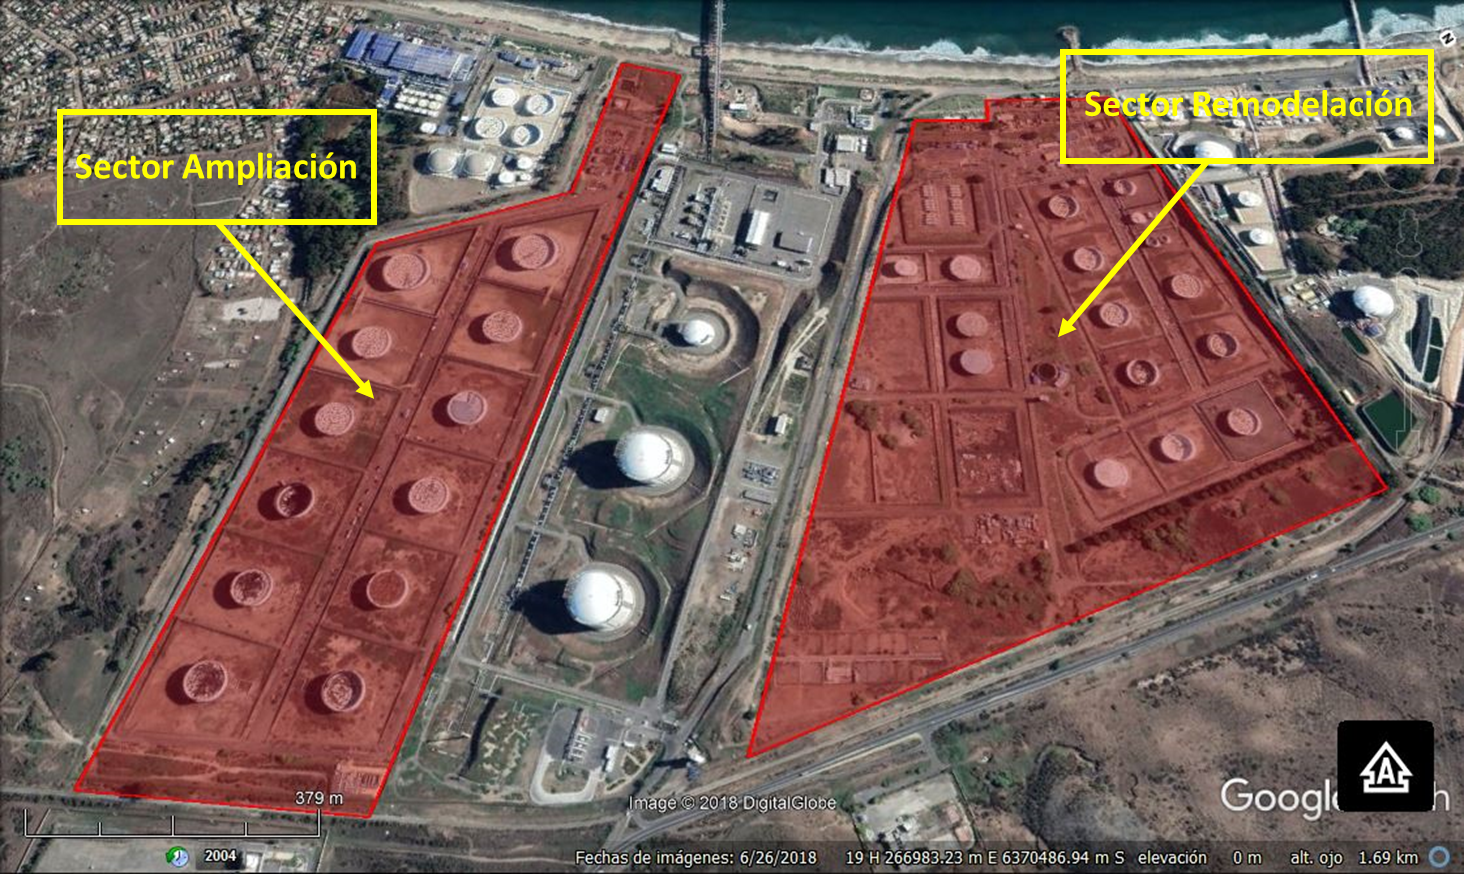 Sector Remodelación
Sector Ampliación
N
379 m
Image © 2018 DigitalGlobe
A
2004
Fechas de imágenes: 6/26/2018 19 H 266983.23 m E 6370486.94 m S elevación 0 m alt. ojo 1.69 km